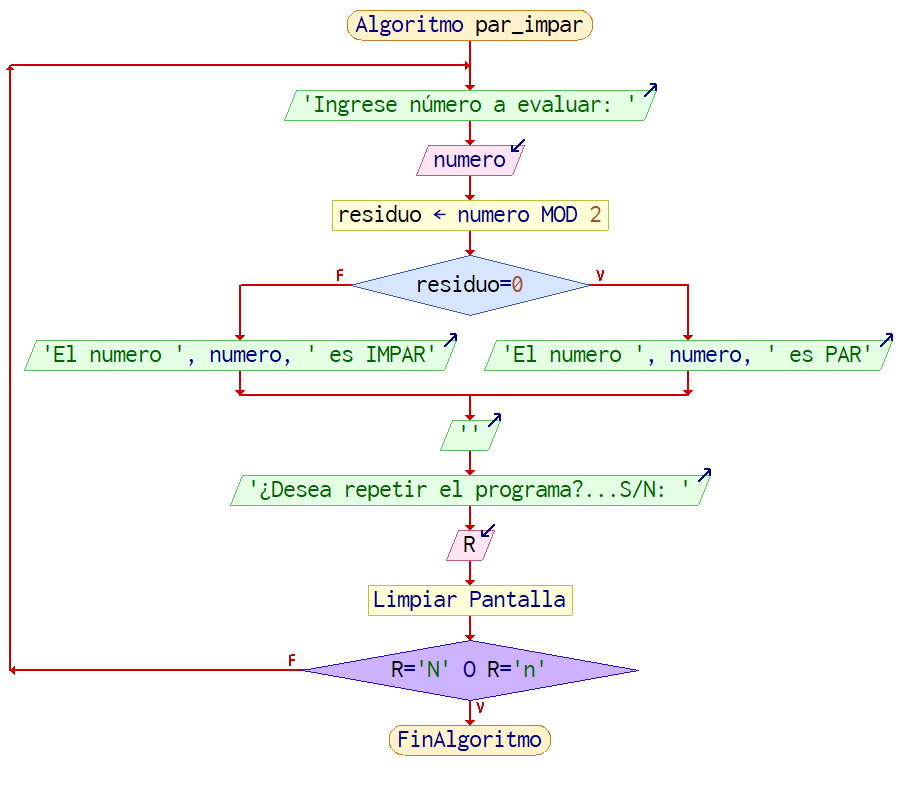 Algoritmo par_impar
'Ingrese número a evaluar: '
numero
residuo ← numero MOD 2
F
V
residuo=0
'El numero ', numero, ' es IMPAR'
'El numero ', numero, ' es PAR'
''
'¿Desea repetir el programa?...S/N: '
R
Limpiar Pantalla
F
R='N' O R='n'
V
FinAlgoritmo